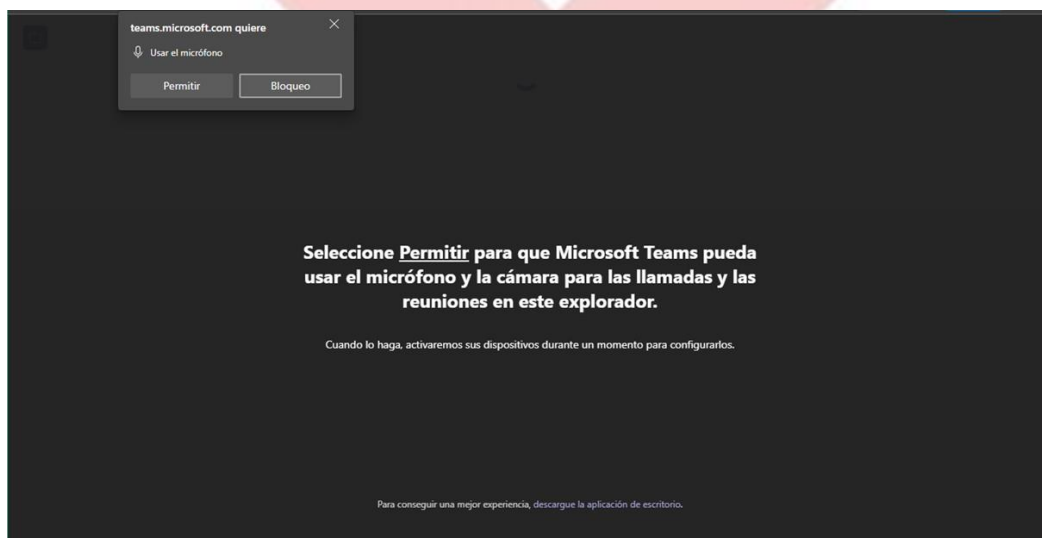 teams.microsoft.com quiere
Usar el micrófono
Permitir Bloqueo
Seleccione Permitir para que Microsoft Teams pueda
usar el micrófono y la cámara para las llamadas y las
reuniones en este explorador.
Cuando lo haga, activaremos sus dispositivos durante un momento para configurarlos.
Para conseguir una mejor experiencia, descargue la aplicación de escritorio.